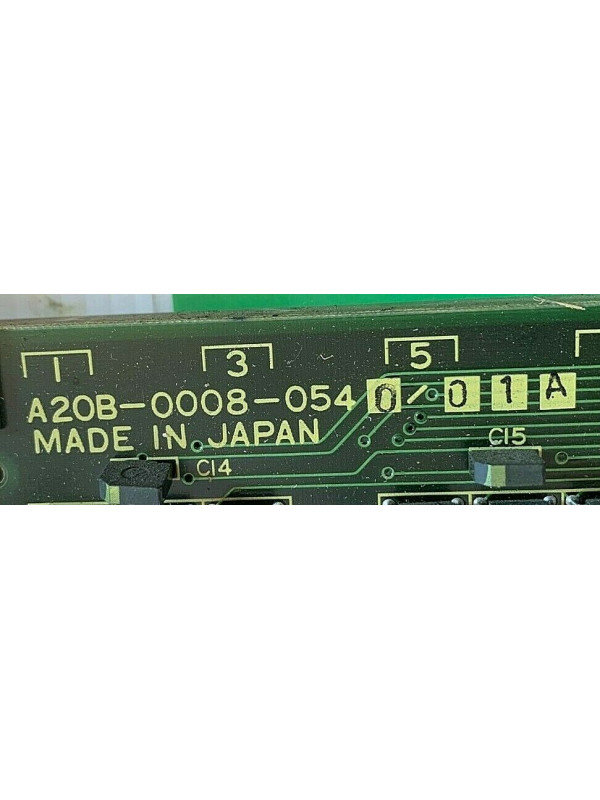 1 3 5
A20B-0008-0540/01A
MADE IN JAPAN
C14
C15